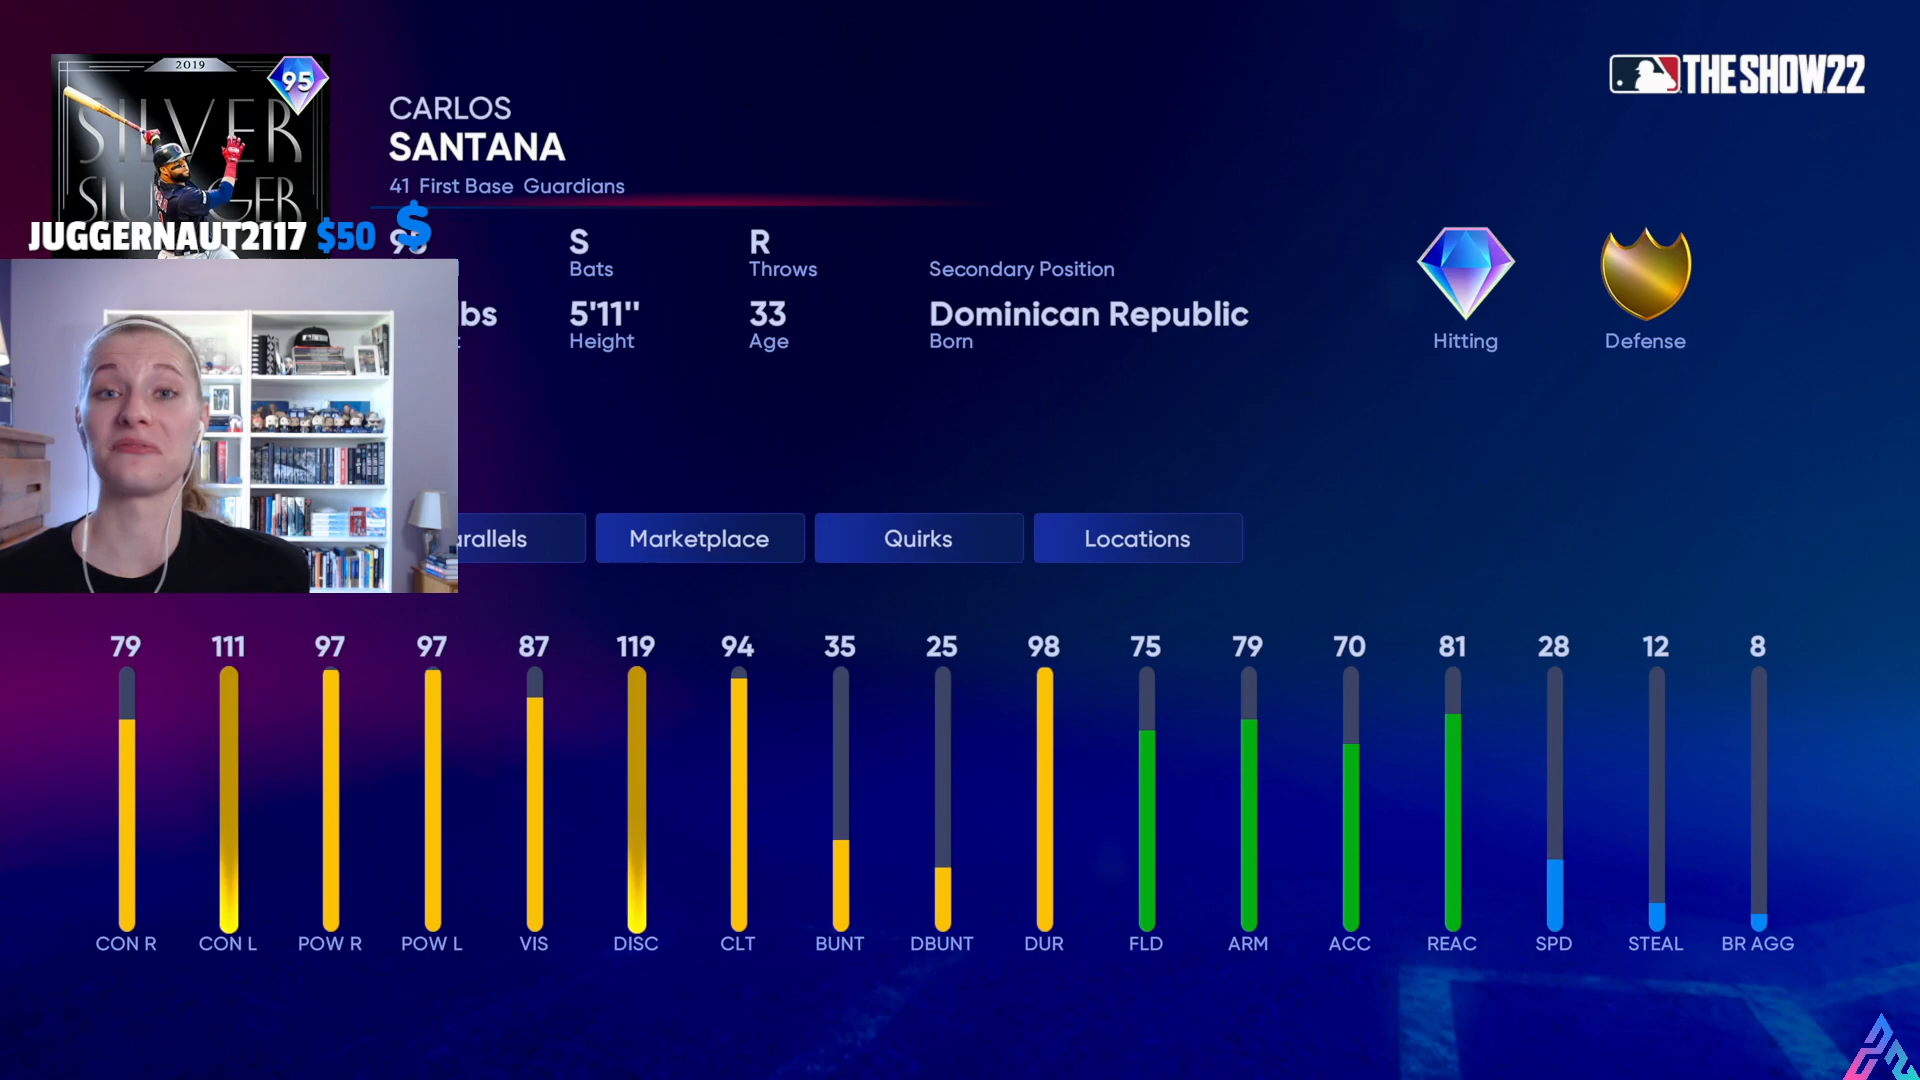 2019
95
SILVER
SLUGGER
THE SHOW 22
CARLOS
SANTANA
41 First Base Guardians
JUGGERNAUT2117 $50 $
S
Bats
R
Throws
Secondary Position
lbs
5'11"
Height
33
Age
Dominican Republic
Born
Hitting
Defense
arallels
Marketplace
Quirks
Locations
79 111 97 97 87 119 94 35 25 98 75 79 70 81 28 12 8
CON R CON L POW R POW L VIS DISC CLT BUNT DBUNT DUR FLD ARM ACC REAC SPD STEAL BR AGG